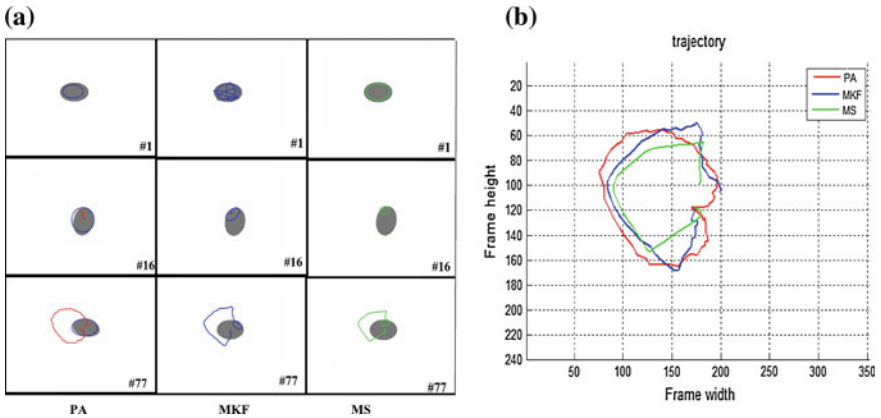 (a)
#1
#1
#1
#16
#16
#16
#77
#77
#77
PA
MKF
MS
(b)
trajectory
PA
MKF
MS
Frame height
20
40
60
80
100
120
140
160
180
200
220
240
50
100
150
200
250
300
350
Frame width